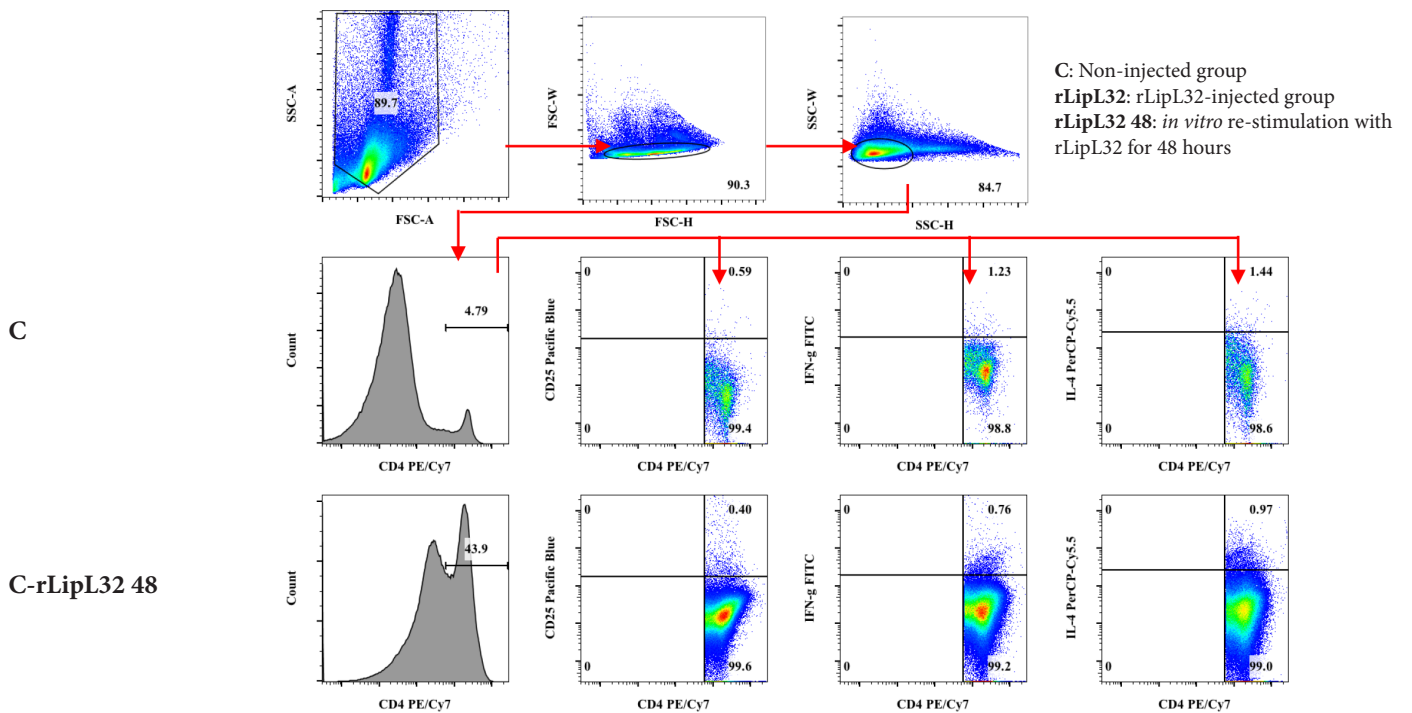 SSC-A
89.7
FSC-A
FSC-W
90.3
FSC-H
SSC-W
84.7
SSC-H
C: Non-injected group
rLipL32: rLipL32-injected group
rLipL32 48: in vitro re-stimulation with
rLipL32 for 48 hours
C
Count
4.79
CD4 PE/Cy7
CD25 Pacific Blue
0
0.59
0
99.4
CD4 PE/Cy7
IFN-g FITC
0
1.23
0
98.8
CD4 PE/Cy7
IL-4 PerCP-Cy5.5
0
1.44
0
98.6
CD4 PE/Cy7
C-rLipL32 48
Count
43.9
CD4 PE/Cy7
CD25 Pacific Blue
0
0.40
0
99.6
CD4 PE/Cy7
IFN-g FITC
0
0.76
0
99.2
CD4 PE/Cy7
IL-4 PerCP-Cy5.5
0
0.97
0
99.0
CD4 PE/Cy7